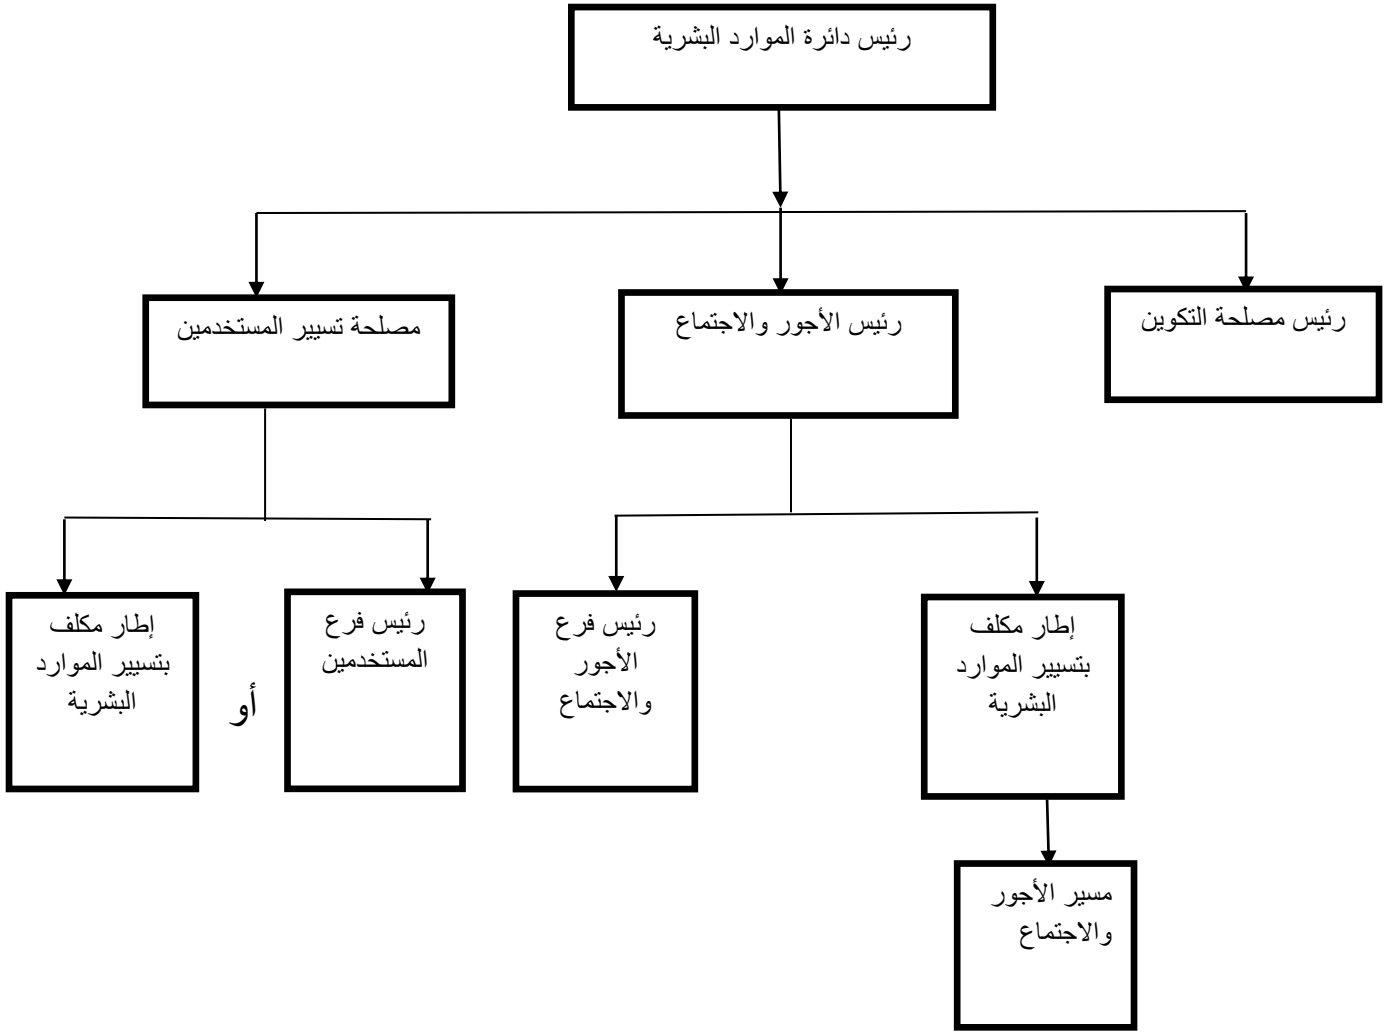 رئيس دائرة الموارد البشرية
رئيس مصلحة التكوين
رئيس الأجور والاجتماع
مصلحة تسيير المستخدمين
إطار مكلف
بتسيير الموارد
البشرية
رئيس فرع
الأجور
والاجتماع
رئيس فرع
المستخدمين
أو
إطار مكلف
بتسيير الموارد
البشرية
مسير الأجور
والاجتماع